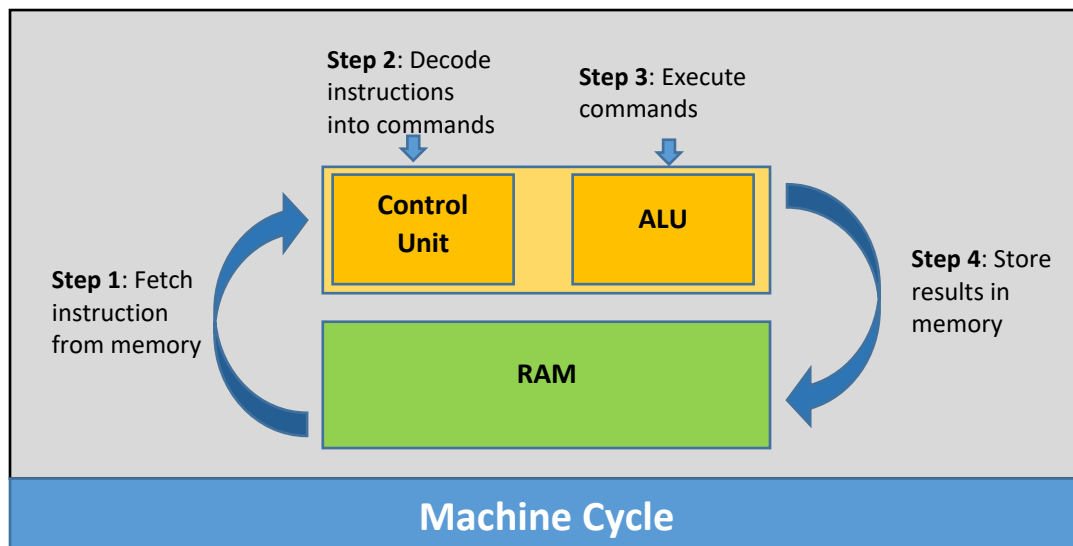 Step 2: Decode
instructions
into commands
Step 3: Execute
commands
Control
Unit
ALU
Step 1: Fetch
instruction
from memory
Step 4: Store
results in
memory
RAM
Machine Cycle